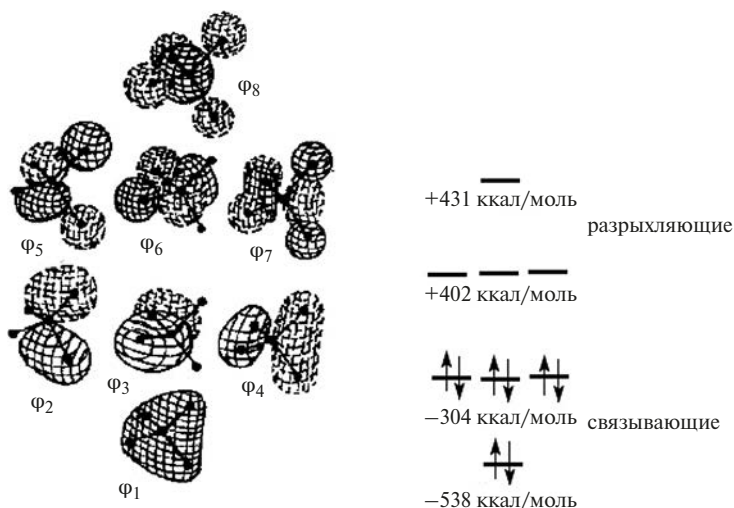 φ8
φ5
φ6
φ7
φ2
φ3
φ4
φ1
+431 ккал/моль
разрыхляющие
+402 ккал/моль
−304 ккал/моль
связывающие
−538 ккал/моль